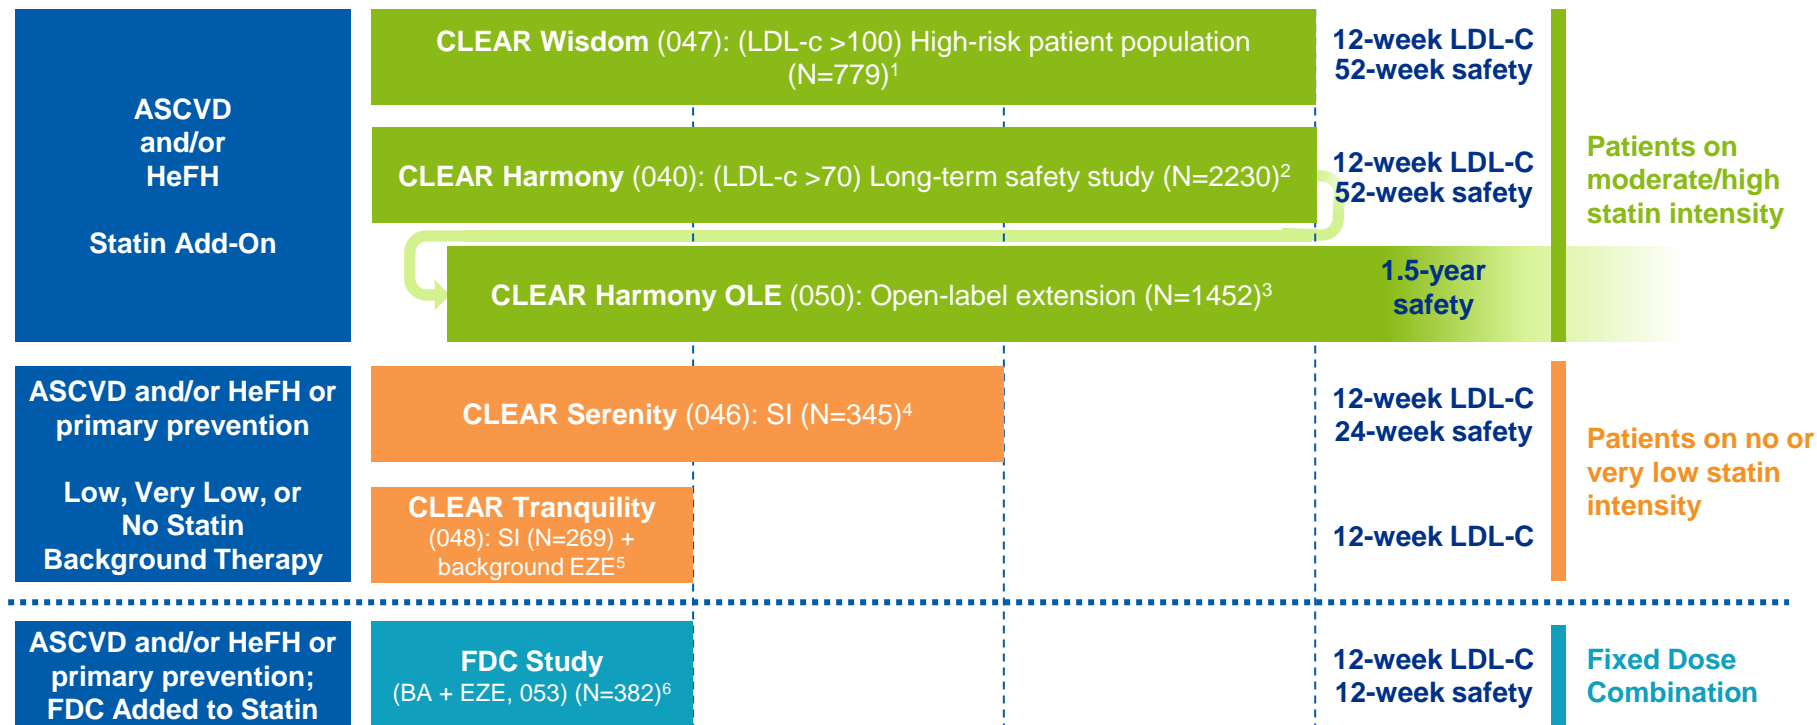 ASCVD
and/or
HeFH
Statin Add-On
CLEAR Wisdom (047): (LDL-c >100) High-risk patient population
(N=779)¹
12-week LDL-C
52-week safety
CLEAR Harmony (040): (LDL-c >70) Long-term safety study (N=2230)²
12-week LDL-C
52-week safety
CLEAR Harmony OLE (050): Open-label extension (N=1452)³
1.5-year
safety
Patients on
moderate/high
statin intensity
ASCVD and/or HeFH or
primary prevention
Low, Very Low, or
No Statin
Background Therapy
CLEAR Serenity (046): SI (N=345)⁴
12-week LDL-C
24-week safety
CLEAR Tranquility
(048): SI (N=269) +
background EZE⁵
12-week LDL-C
Patients on no or
very low statin
intensity
ASCVD and/or HeFH or
primary prevention;
FDC Added to Statin
FDC Study
(BA + EZE, 053) (N=382)⁶
12-week LDL-C
12-week safety
Fixed Dose
Combination